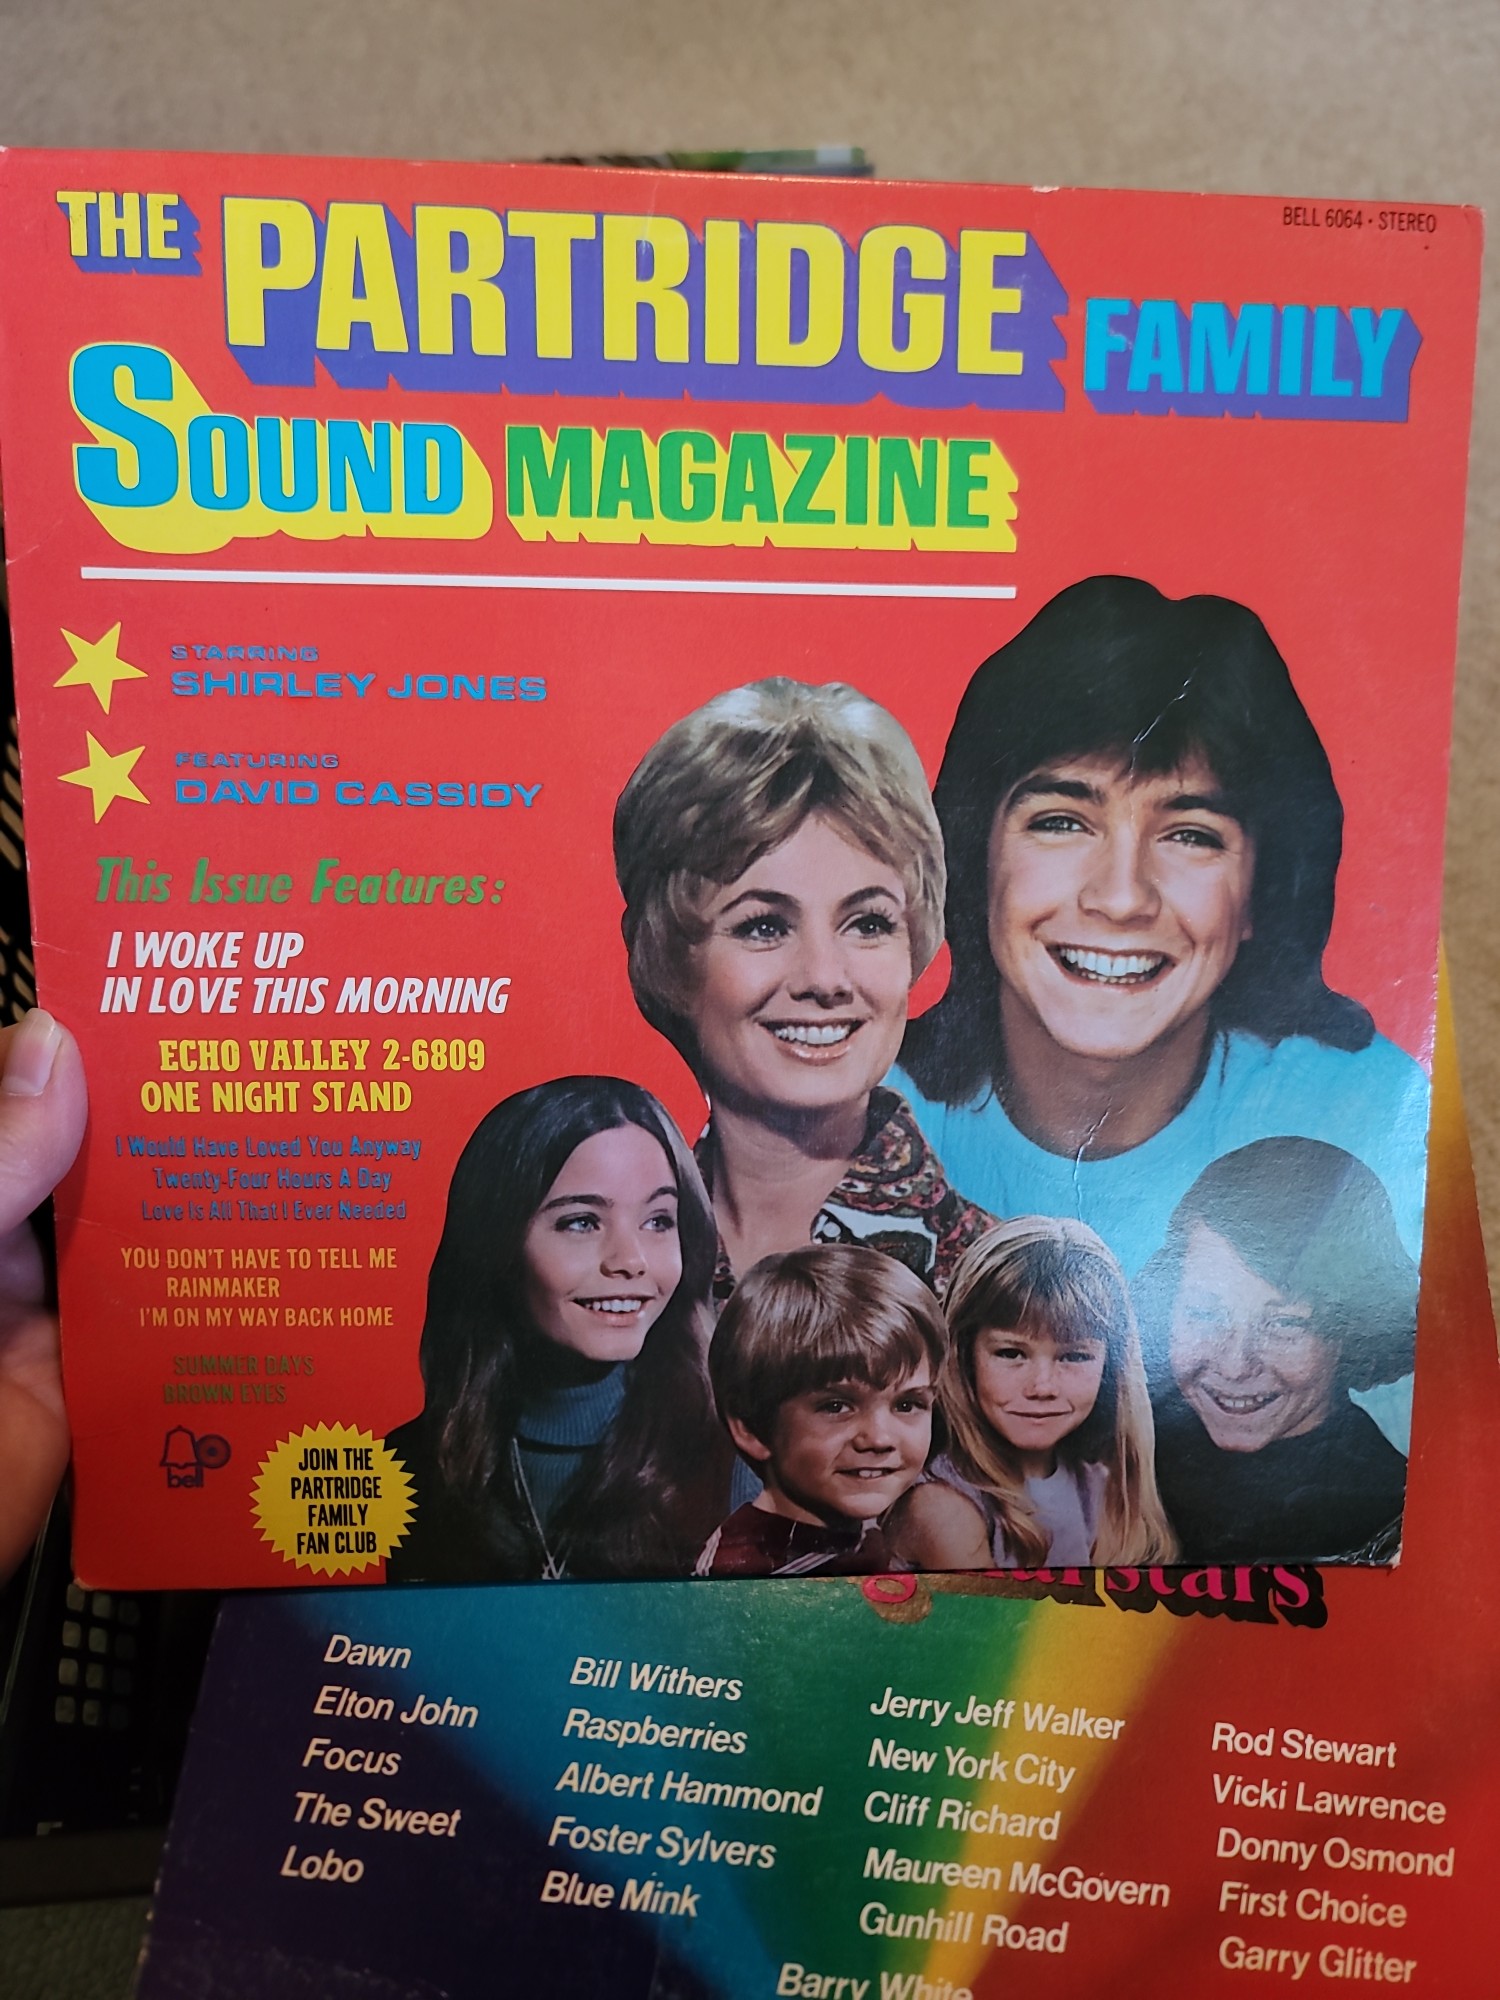 THE PARTRIDGE FAMILY
BELL 6064 • STEREO
SOUND MAGAZINE
STARRING
SHIRLEY JONES
FEATURING
DAVID CASSIDY
This Issue Features:
I WOKE UP
IN LOVE THIS MORNING
ECHO VALLEY 2-6809
ONE NIGHT STAND
I Would Have Loved You Anyway
Twenty-Four Hours A Day
Love Is All That I Ever Needed
YOU DON'T HAVE TO TELL ME
RAINMAKER
I'M ON MY WAY BACK HOME
SUMMER DAYS
BROWN EYES
bell
JOIN THE
PARTRIDGE
FAMILY
FAN CLUB
stars
Dawn
Elton John
Focus
The Sweet
Lobo
Bill Withers
Raspberries
Albert Hammond
Foster Sylvers
Blue Mink
Jerry Jeff Walker
New York City
Cliff Richard
Maureen McGovern
Gunhill Road
Barry White
Rod Stewart
Vicki Lawrence
Donny Osmond
First Choice
Garry Glitter